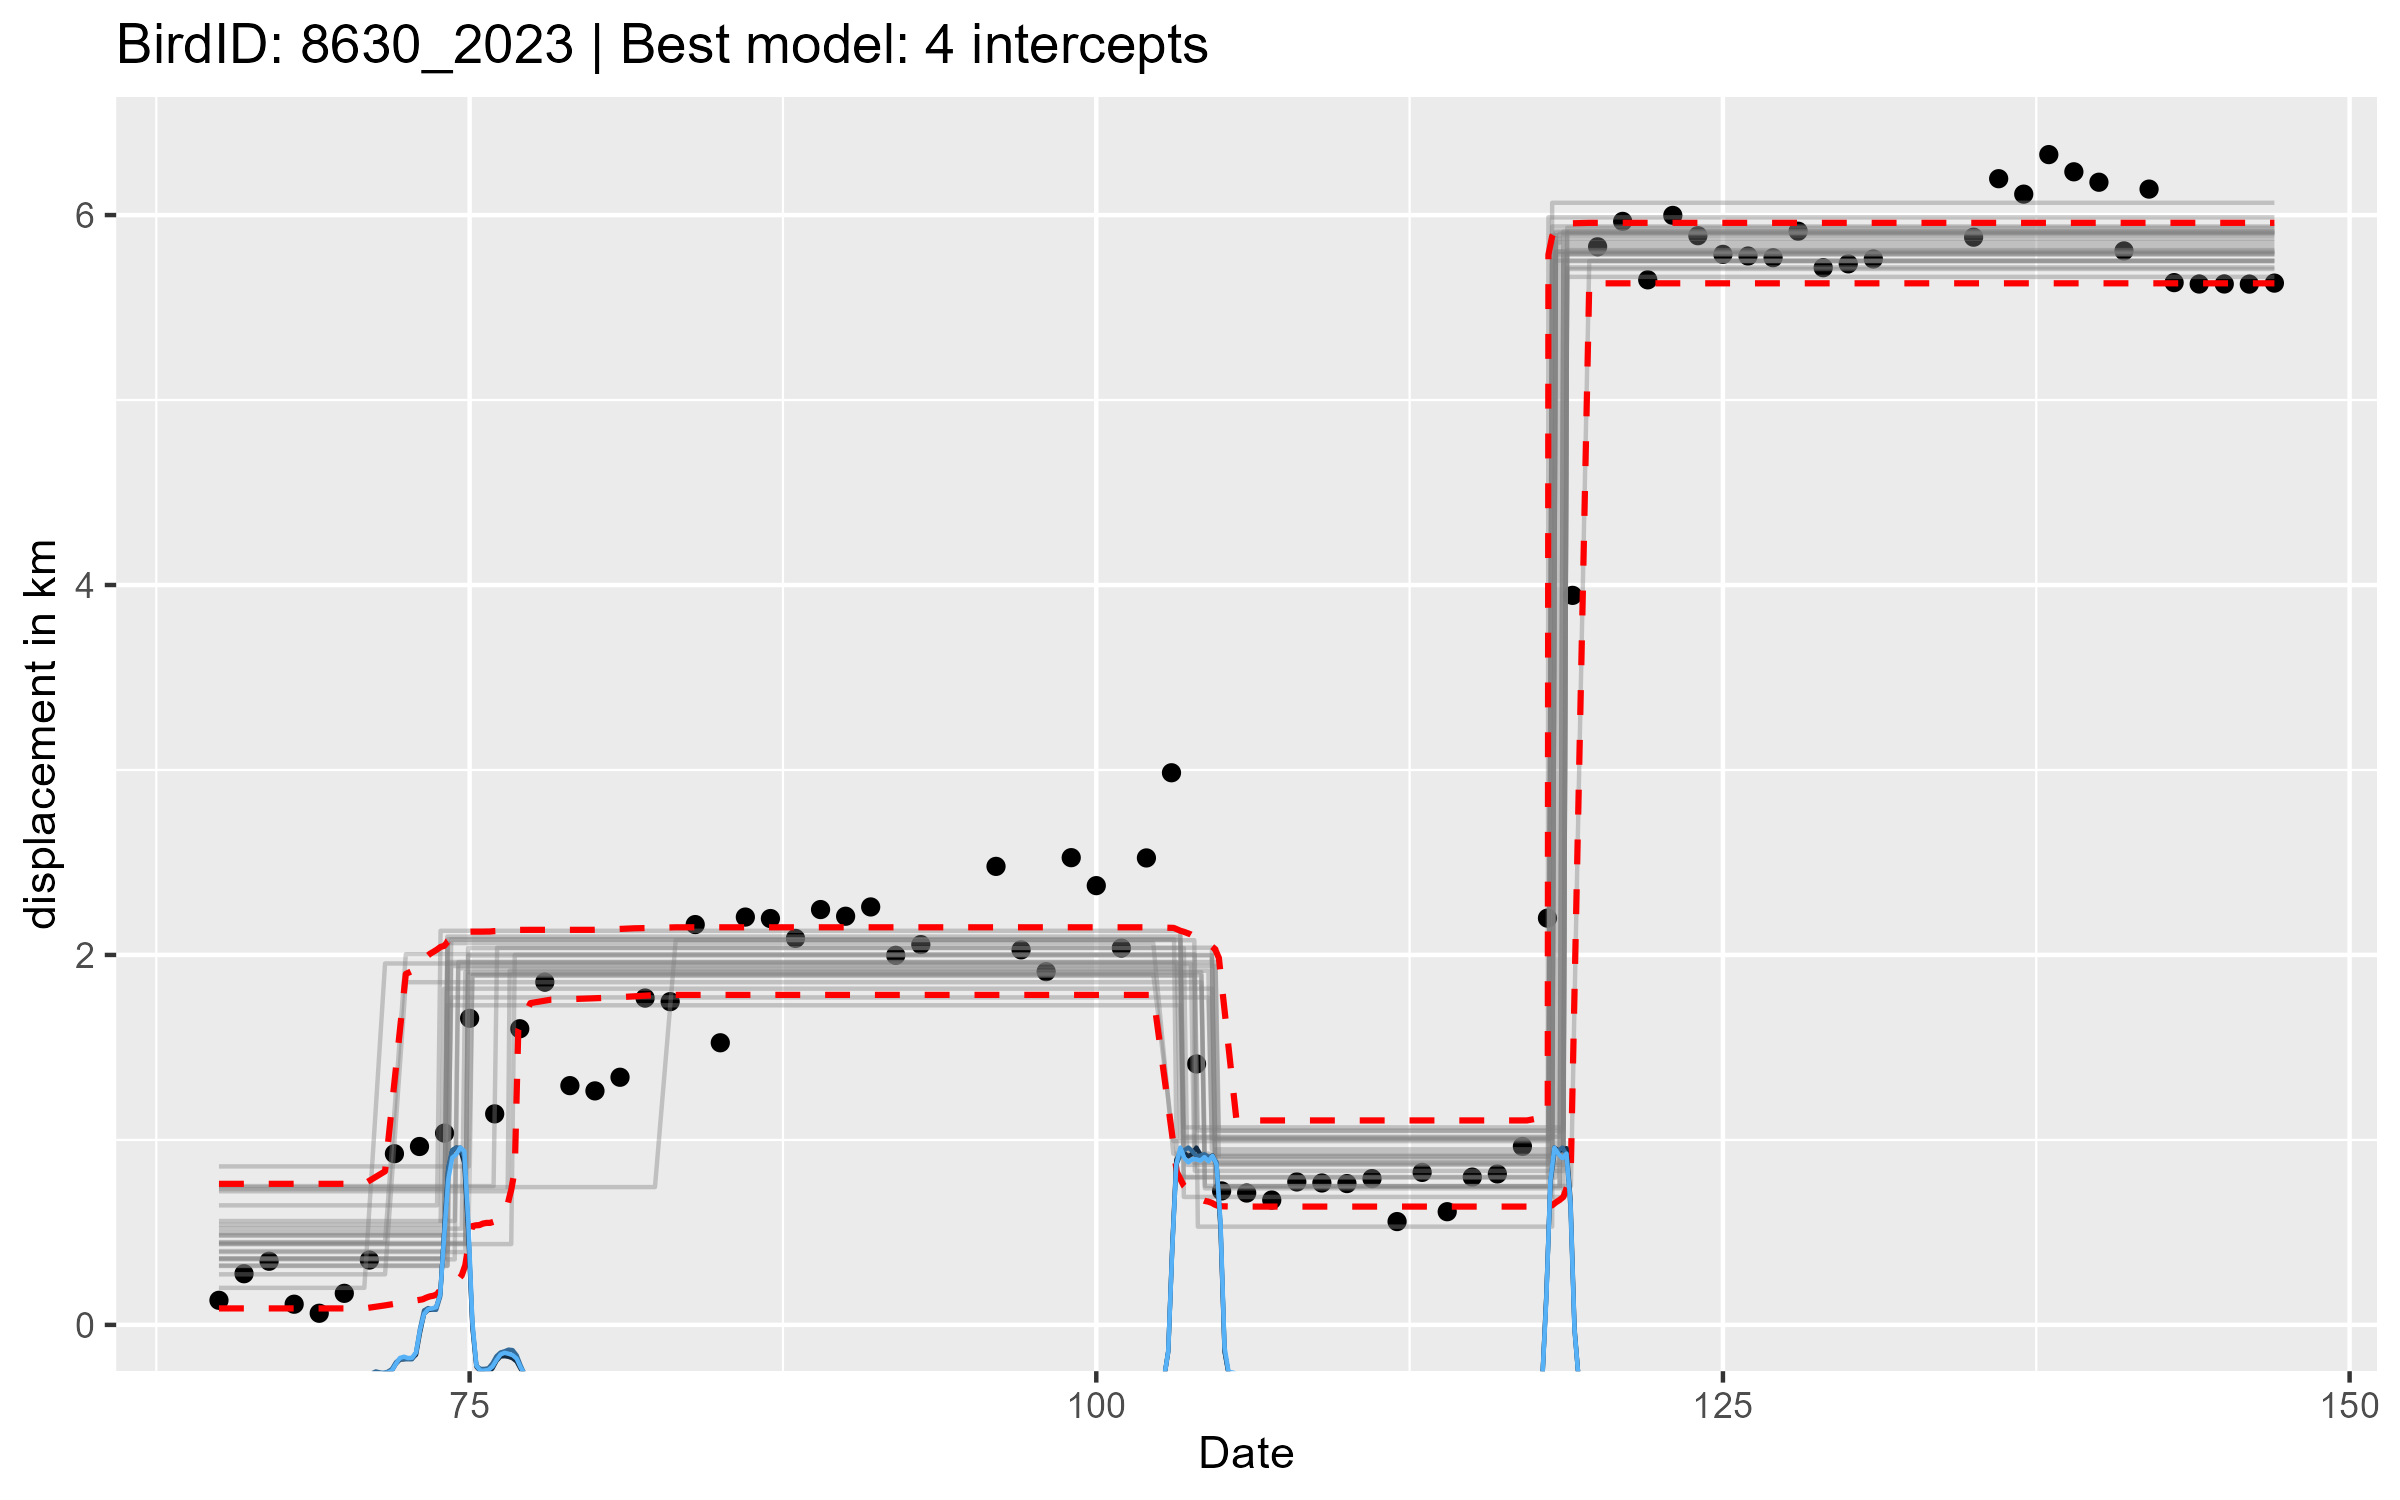 BirdID: 8630_2023 | Best model: 4 intercepts
displacement in km
6
4
2
0
75
100
125
150
Date